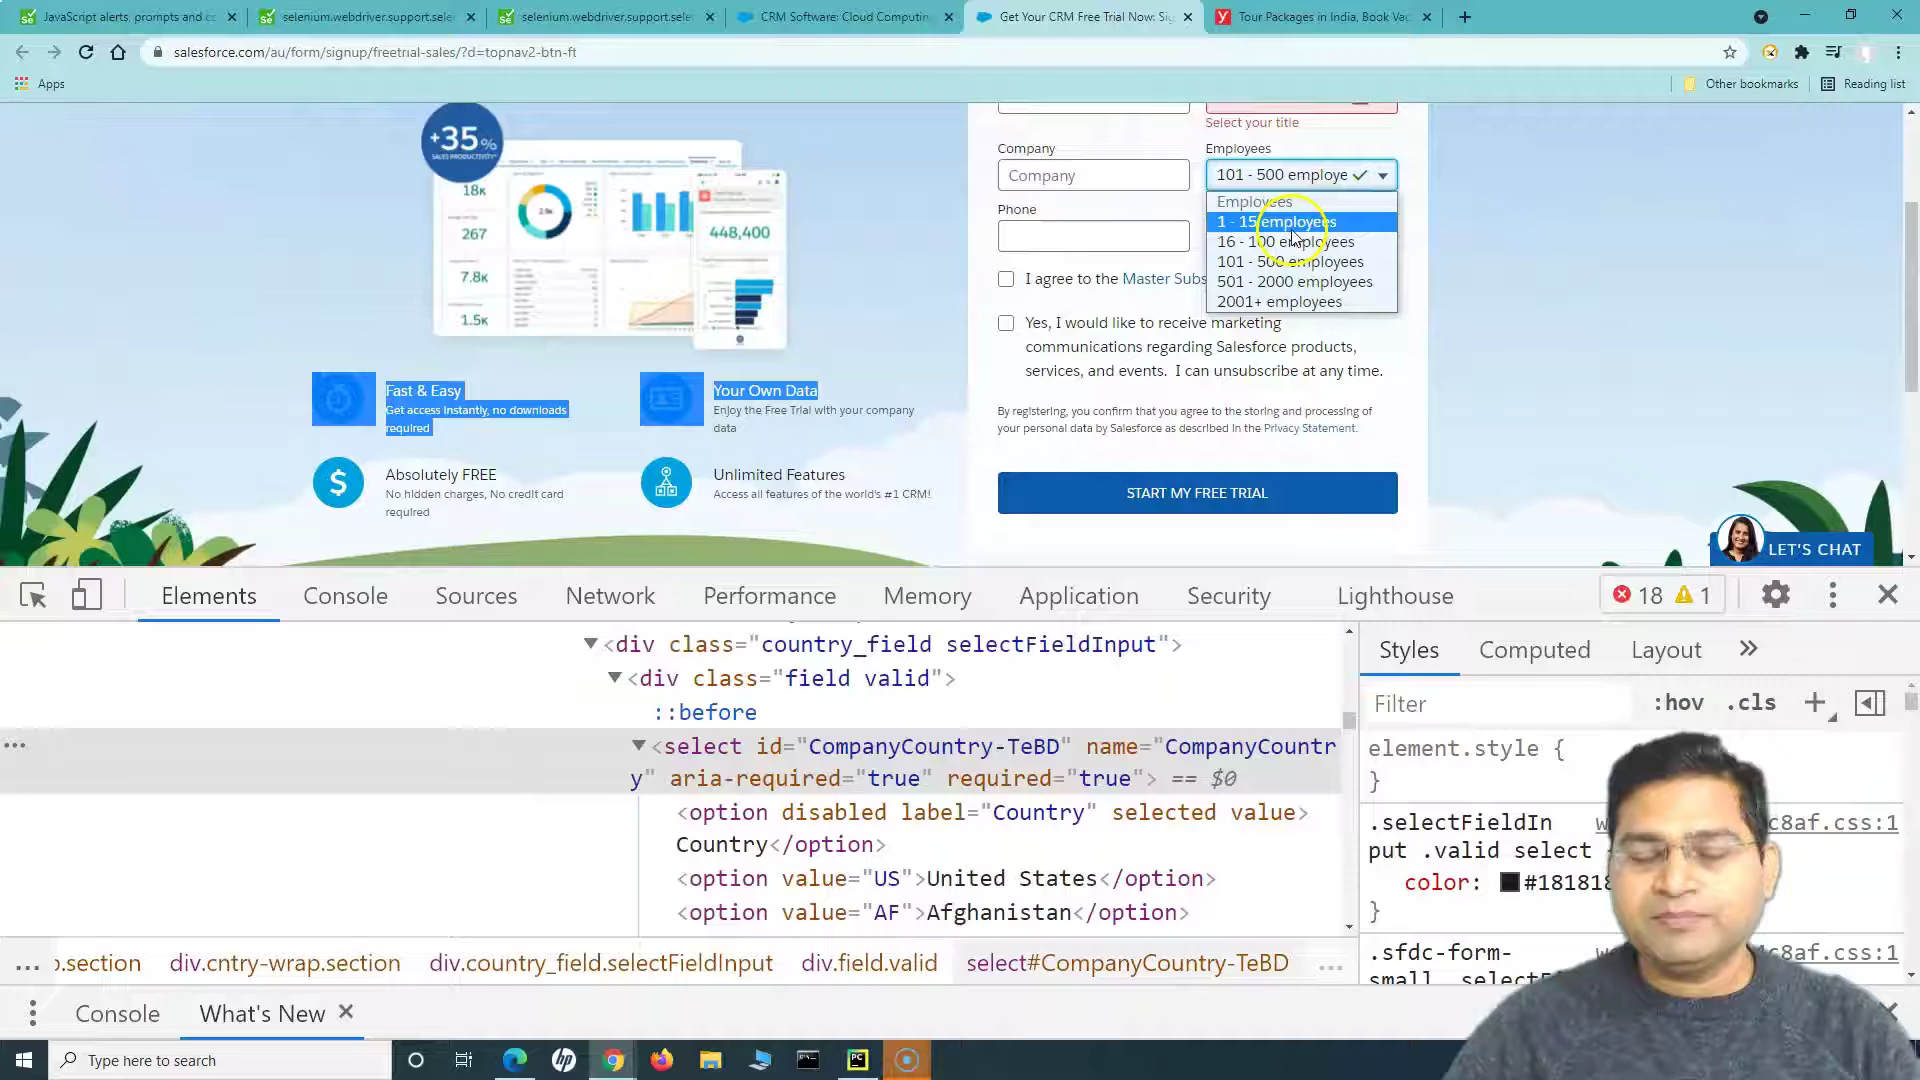 JavaScript alerts, prompts and co
selenium.webdriver.support.sele
selenium.webdriver.support.sele
CRM Software: Cloud Computin
Get Your CRM Free Trial Now: Si
Tour Packages in India, Book Vac
salesforce.com/au/form/signup/freetrial-sales/?d=topnav2-btn-ft
Apps
Other bookmarks
Reading list
+35%
SALES PRODUCTIVITY*
18K
267
7.8K
1.5K
448,400
Select your title
Company
Employees
Company
101 - 500 employe
Employees
1 - 15 employees
16 - 100 employees
101 - 500 employees
501 - 2000 employees
2001+ employees
Phone
I agree to the Master Subs
Yes, I would like to receive marketing
communications regarding Salesforce products,
services, and events. I can unsubscribe at any time.
By registering, you confirm that you agree to the storing and processing of
your personal data by Salesforce as described in the Privacy Statement.
START MY FREE TRIAL
Fast & Easy
Get access instantly, no downloads
required
Your Own Data
Enjoy the Free Trial with your company
data
Absolutely FREE
No hidden charges, No credit card
required
Unlimited Features
Access all features of the world's #1 CRM!
LET'S CHAT
Elements
Console
Sources
Network
Performance
Memory
Application
Security
Lighthouse
18
1
<div class="country_field selectFieldInput">
<div class="field valid">
::before
<select id="CompanyCountry-TeBD" name="CompanyCountr
y" aria-required="true" required="true"> == $0
<option disabled label="Country" selected value>
Country</option>
<option value="US">United States</option>
<option value="AF">Afghanistan</option>
... o.section div.cntry-wrap.section div.country_field.selectFieldInput div.field.valid select#CompanyCountry-TeBD ...
Styles
Computed
Layout
Filter
:hov .cls
element.style {
}
.selectFieldIn
c8af.css:1
put .valid select
color: #181818
}
.sfdc-form-
c8af.css:1
Console
What's New
Type here to search